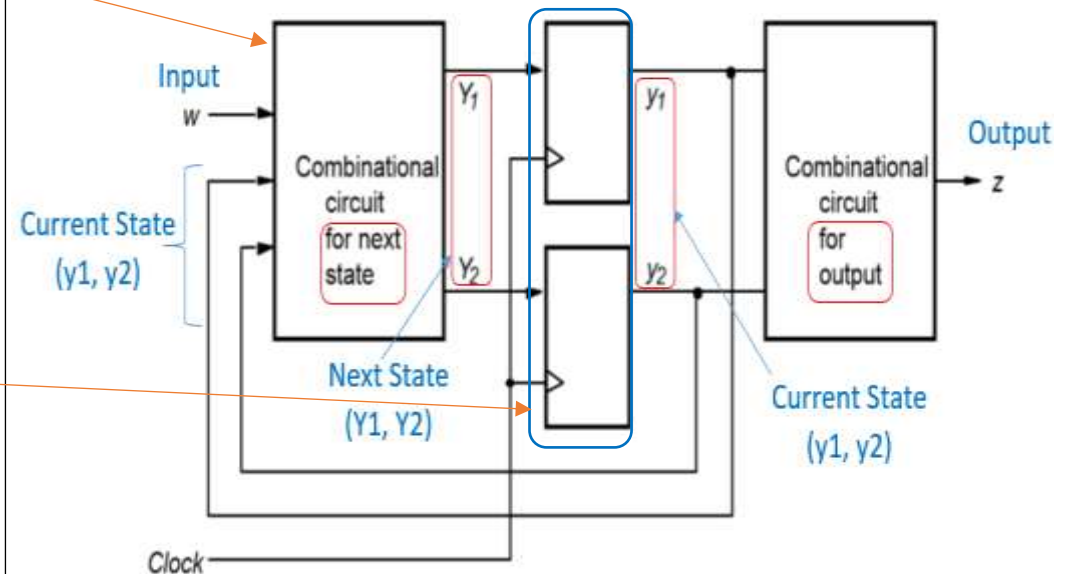 Input
w
Current State
(y1, y2)
Combinational
circuit
for next
state
Y1
Y2
Next State
(Y1, Y2)
y1
y2
Current State
(y1, y2)
Combinational
circuit
for
output
Output
z
Clock